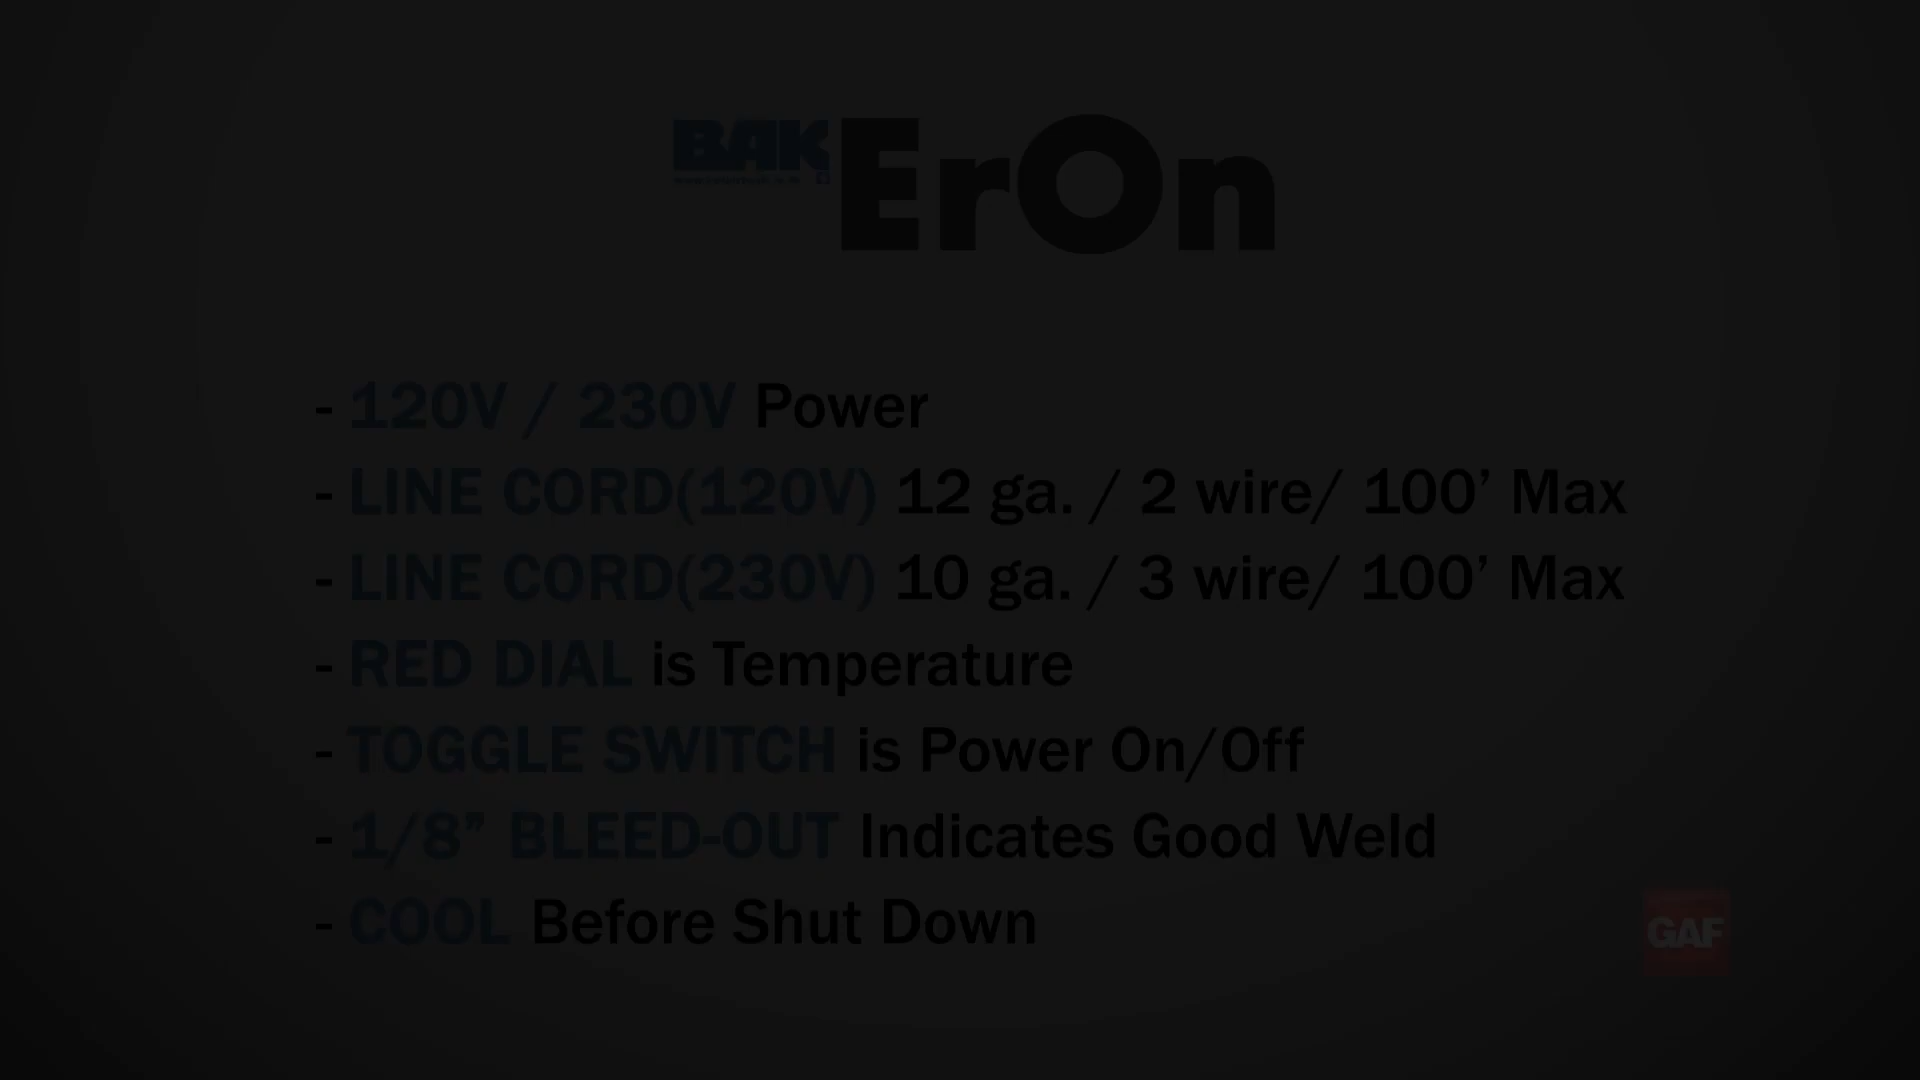 BAK ErOn
- 120V / 230V Power
- LINE CORD(120V) 12 ga. / 2 wire/ 100’ Max
- LINE CORD(230V) 10 ga. / 3 wire/ 100’ Max
- RED DIAL is Temperature
- TOGGLE SWITCH is Power On/Off
- 1/8” BLEED-OUT Indicates Good Weld
- COOL Before Shut Down
GAF